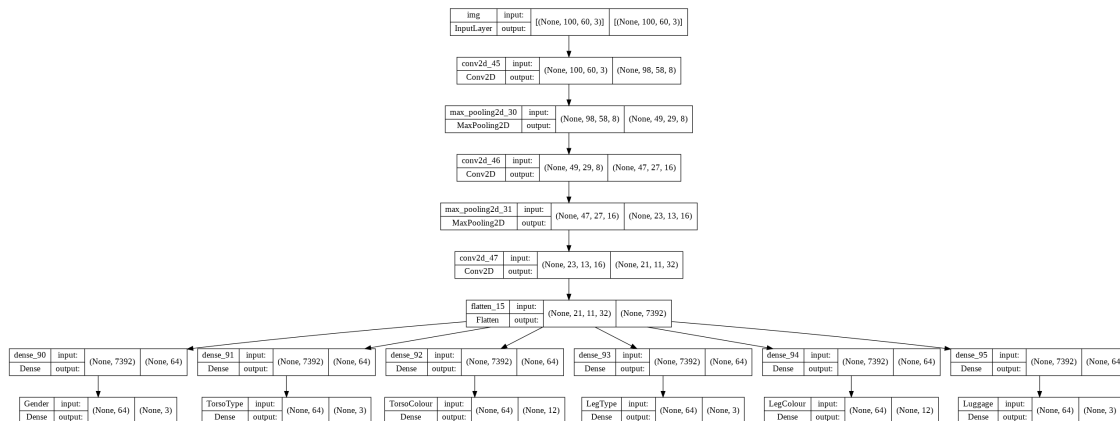 img input: [(None, 100, 60, 3)] [(None, 100, 60, 3)]
InputLayer output:
conv2d_45 input: (None, 100, 60, 3) (None, 98, 58, 8)
Conv2D output:
max_pooling2d_30 input: (None, 98, 58, 8) (None, 49, 29, 8)
MaxPooling2D output:
conv2d_46 input: (None, 49, 29, 8) (None, 47, 27, 16)
Conv2D output:
max_pooling2d_31 input: (None, 47, 27, 16) (None, 23, 13, 16)
MaxPooling2D output:
conv2d_47 input: (None, 23, 13, 16) (None, 21, 11, 32)
Conv2D output:
flatten_15 input: (None, 21, 11, 32) (None, 7392)
Flatten output:
dense_90 input: (None, 7392) (None, 64)
Dense output:
dense_91 input: (None, 7392) (None, 64)
Dense output:
dense_92 input: (None, 7392) (None, 64)
Dense output:
dense_93 input: (None, 7392) (None, 64)
Dense output:
dense_94 input: (None, 7392) (None, 64)
Dense output:
dense_95 input: (None, 7392) (None, 64
Dense output:
Gender input: (None, 64) (None, 3)
Dense output:
TorsoType input: (None, 64) (None, 3)
Dense output:
TorsoColour input: (None, 64) (None, 12)
Dense output:
LegType input: (None, 64) (None, 3)
Dense output:
LegColour input: (None, 64) (None, 12)
Dense output:
Luggage input: (None, 64) (None, 3)
Dense output: